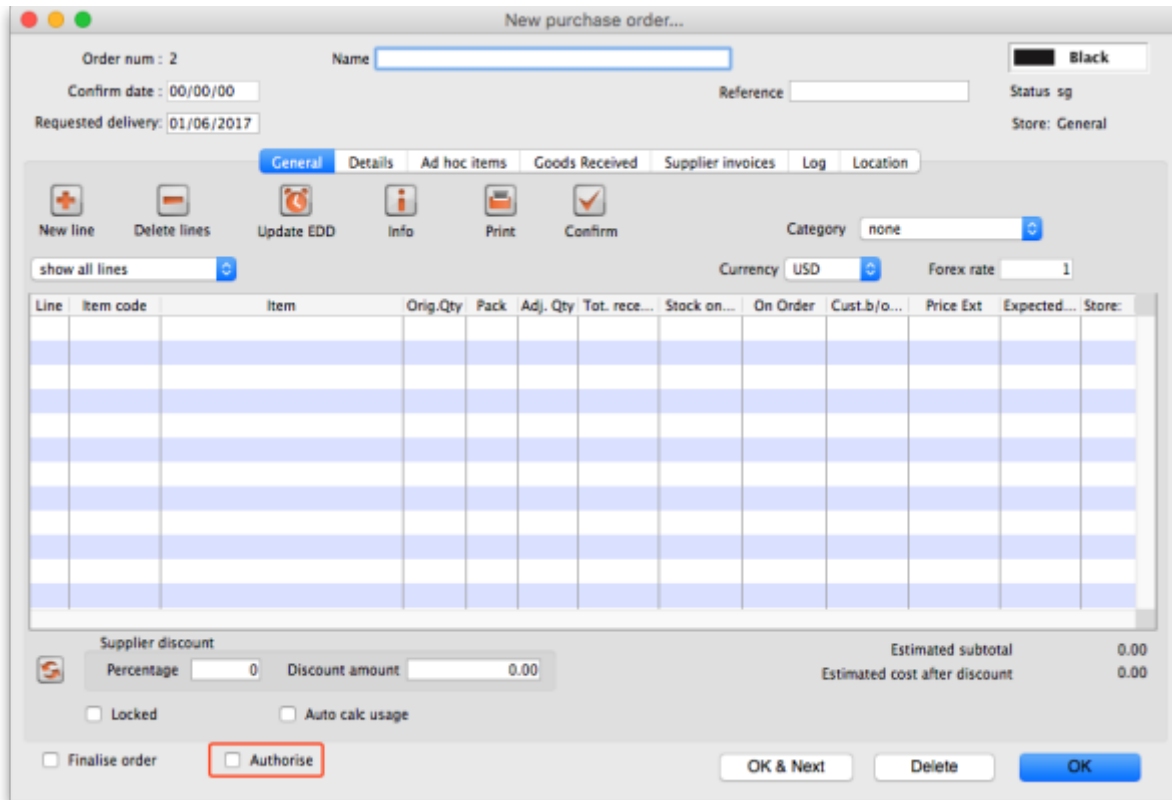 New purchase order...
Order num : 2 Name Black
Confirm date : 00/00/00 Reference Status sg
Requested delivery: 01/06/2017 Store: General
General Details Ad hoc items Goods Received Supplier invoices Log Location
New line Delete lines Update EDD Info Print Confirm Category none
show all lines Currency USD Forex rate 1
Line Item code Item Orig.Qty Pack Adj. Qty Tot. rece... Stock on... On Order Cust.b/o... Price Ext Expected... Store:
Supplier discount Estimated subtotal 0.00
Percentage 0 Discount amount 0.00 Estimated cost after discount 0.00
Locked Auto calc usage
Finalise order Authorise OK & Next Delete OK